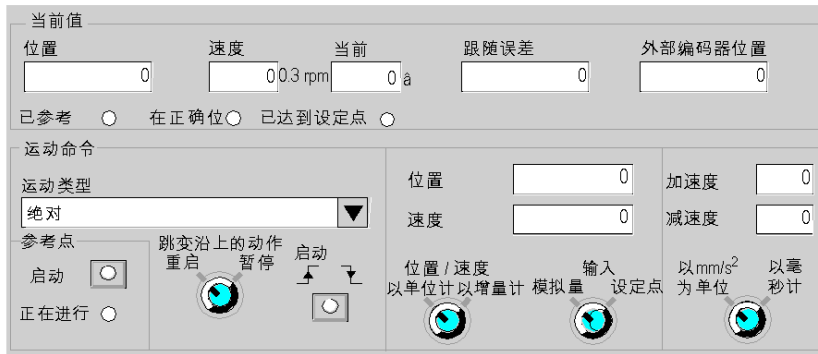 当前值
位置 速度 当前 跟随误差 外部编码器位置
0 0 0.3 rpm 0 â 0 0
已参考 在正确位 已达到设定点
运动命令
运动类型
绝对
位置 0
速度 0
加速度 0
减速度 0
参考点
启动
正在进行
跳变沿上的动作
重启 暂停
启动
位置 / 速度
以单位计 以增量计
输入
模拟量 设定点
以mm/s² 以毫
为单位 秒计